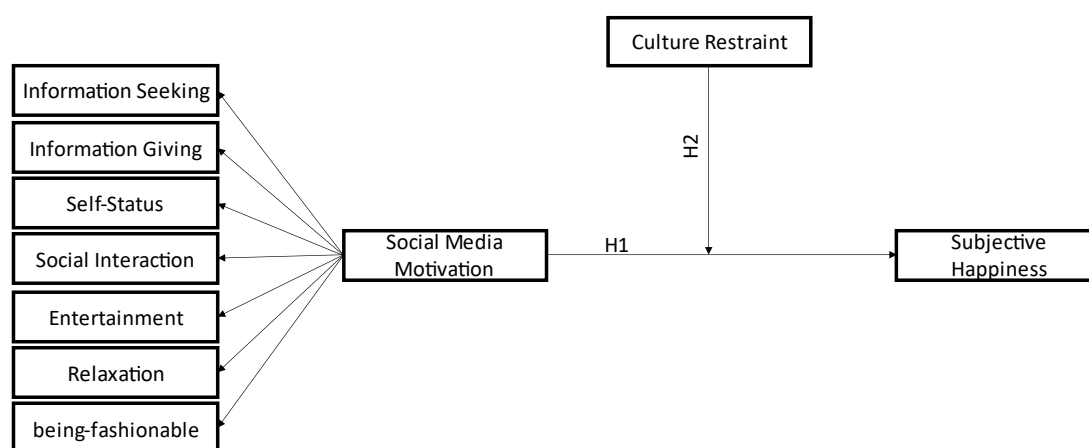 Culture Restraint
Information Seeking
Information Giving
Self-Status
Social Interaction
Entertainment
Relaxation
being-fashionable
H2
Social Media
Motivation
H1
Subjective
Happiness